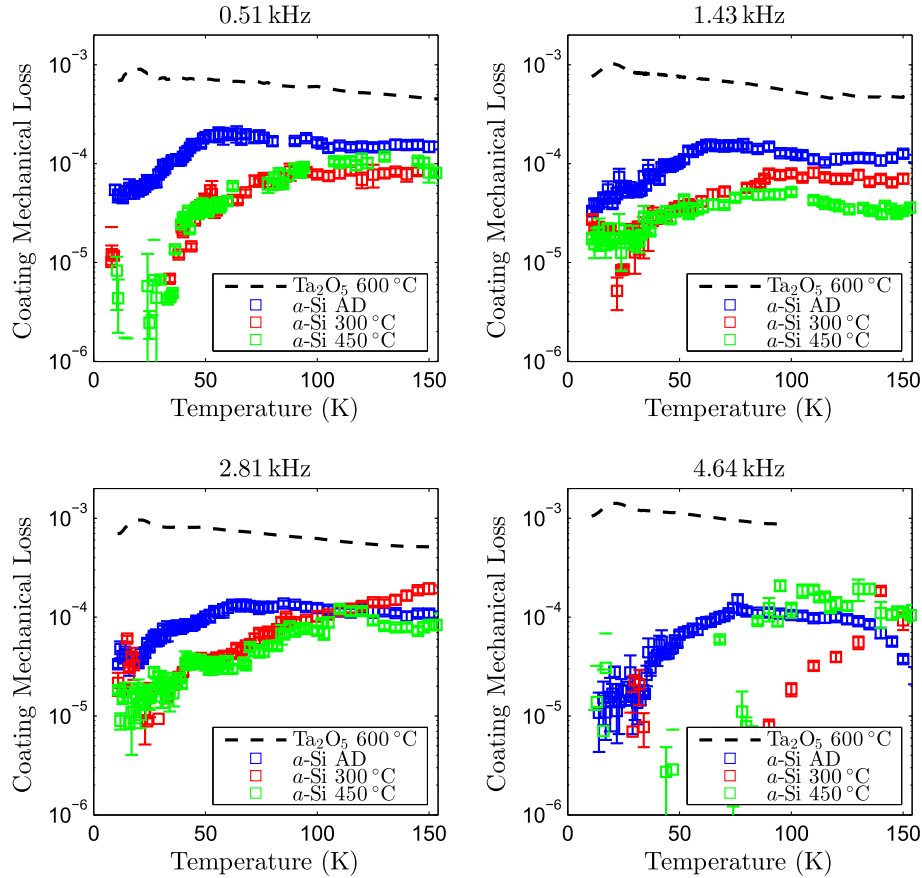 0.51 kHz
Coating Mechanical Loss
10⁻³
10⁻⁴
10⁻⁵
10⁻⁶
Ta₂O₅ 600 °C
a-Si AD
a-Si 300 °C
a-Si 450 °C
0 50 100 150
Temperature (K)
1.43 kHz
Coating Mechanical Loss
10⁻³
10⁻⁴
10⁻⁵
10⁻⁶
Ta₂O₅ 600 °C
a-Si AD
a-Si 300 °C
a-Si 450 °C
0 50 100 150
Temperature (K)
2.81 kHz
Coating Mechanical Loss
10⁻³
10⁻⁴
10⁻⁵
10⁻⁶
Ta₂O₅ 600 °C
a-Si AD
a-Si 300 °C
a-Si 450 °C
0 50 100 150
Temperature (K)
4.64 kHz
Coating Mechanical Loss
10⁻³
10⁻⁴
10⁻⁵
10⁻⁶
Ta₂O₅ 600 °C
a-Si AD
a-Si 300 °C
a-Si 450 °C
0 50 100 150
Temperature (K)